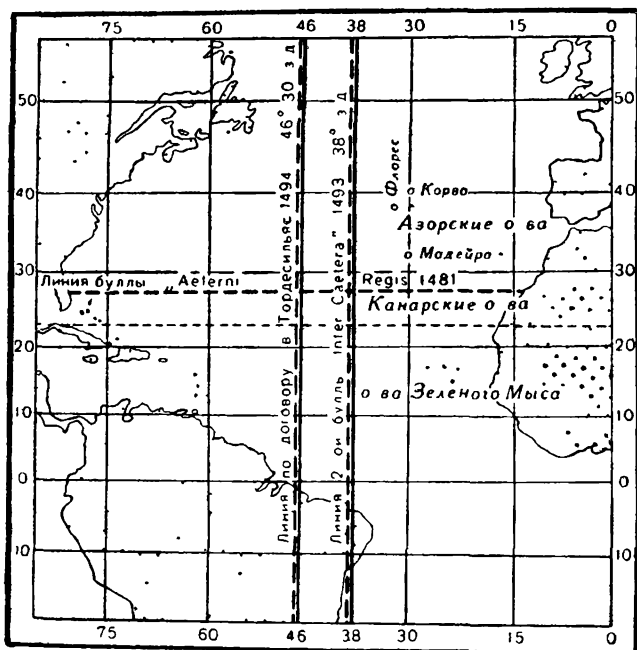 75 60 46 38 30 15 0
50 50
40 40
30 30
20 20
10 10
0 0
10 10
75 60 46 38 30 15 0
Линия по договору в Тордесильяс 1494 46° 30 з д
Линия 2 ой буллы Inter Caetera" 1493 38° з д
Флорес
Корво
Азорские о ва
Мадейра
Линия буллы „Aeterni Regis 1481
Канарские о ва
о ва Зеленого Мыса